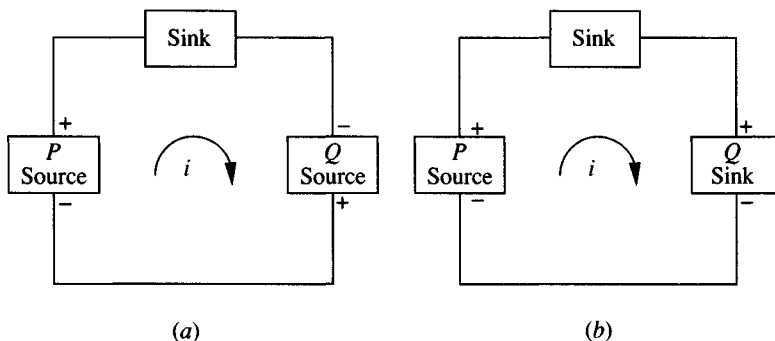 Sink
+ −
P
Source
i
Q
Source
− +
(a)
Sink
+ +
P
Source
i
Q
Sink
− −
(b)